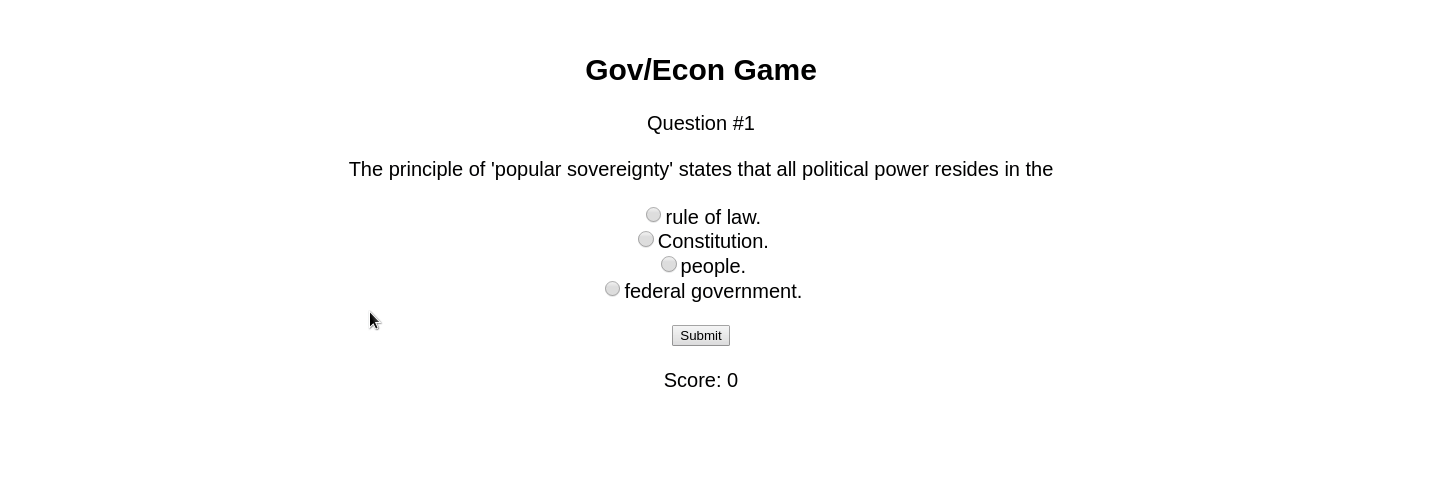 Gov/Econ Game
Question #1
The principle of 'popular sovereignty' states that all political power resides in the
rule of law.
Constitution.
people.
federal government.
Submit
Score: 0